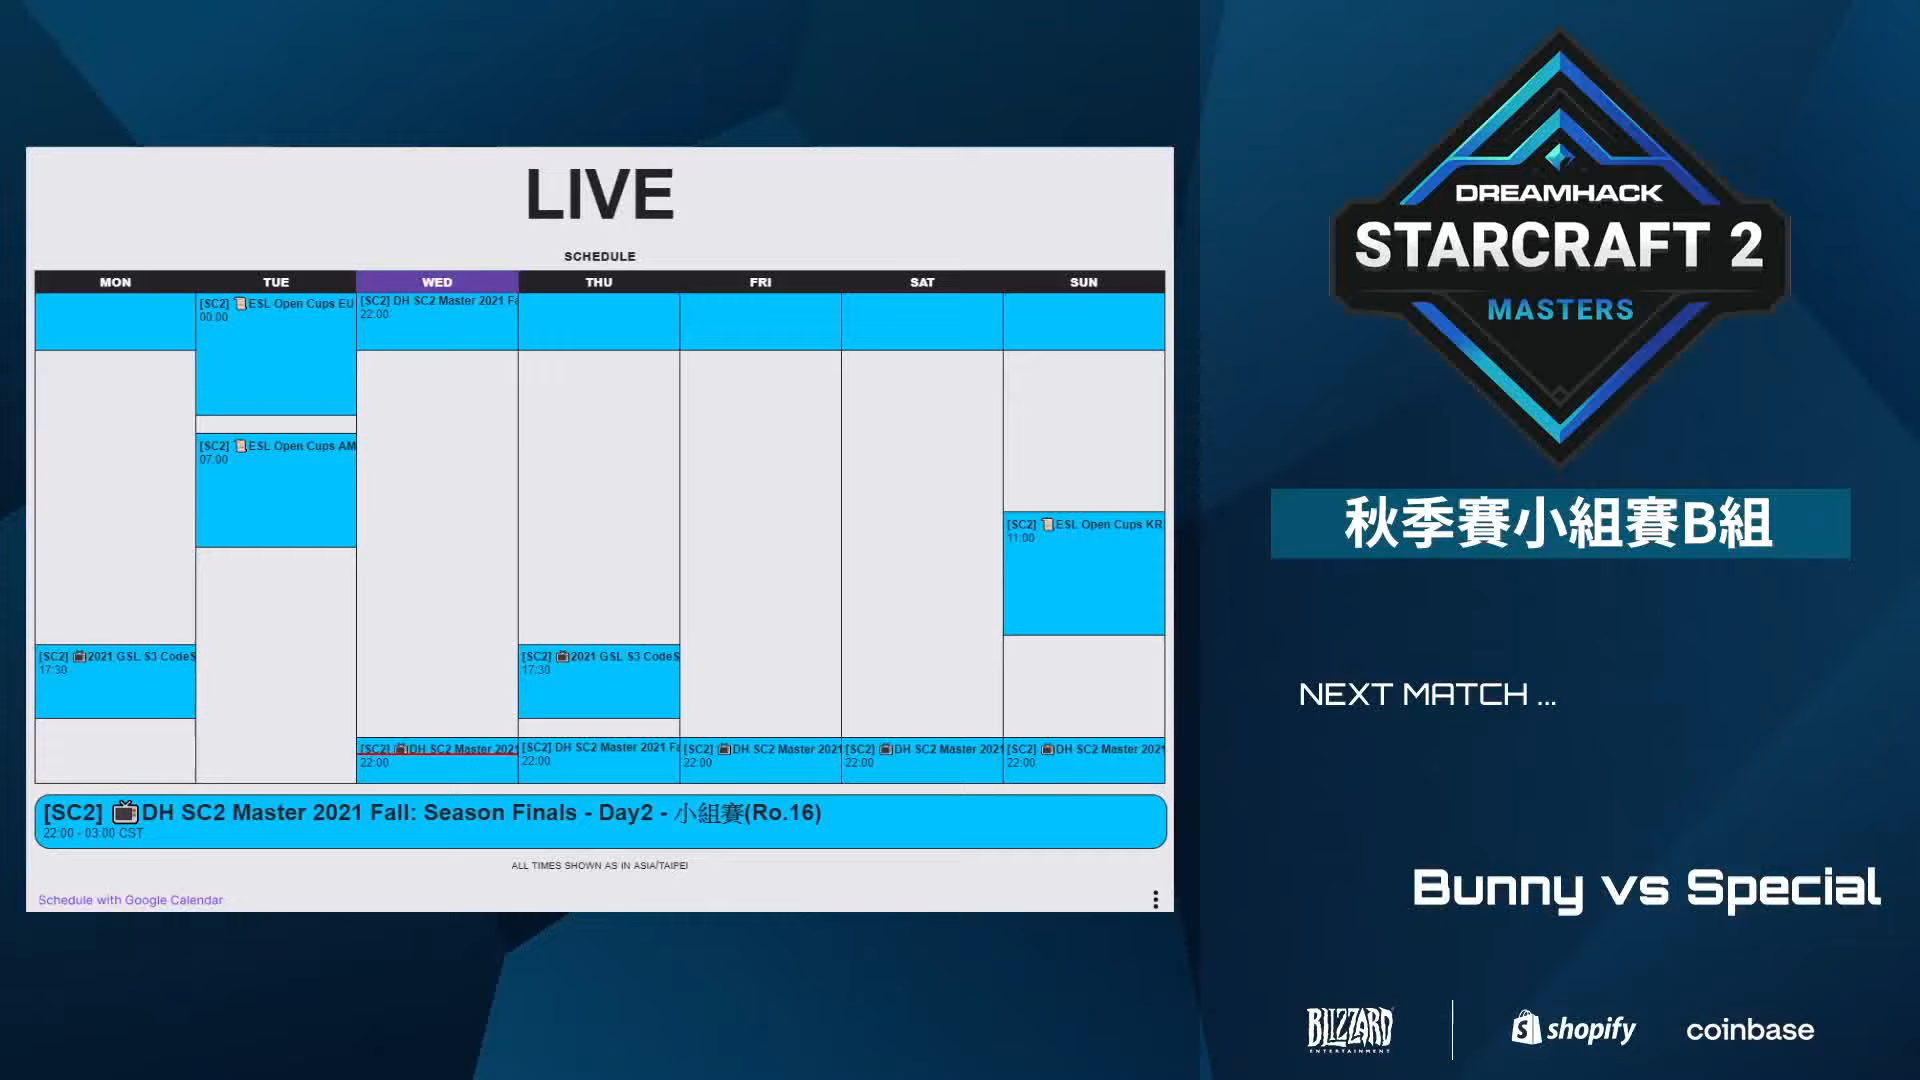 LIVE
SCHEDULE
MON TUE WED THU FRI SAT SUN
[SC2] 📜ESL Open Cups EU
00:00
[SC2] DH SC2 Master 2021 Fa
22:00
[SC2] 📜ESL Open Cups AM
07:00
[SC2] 📜ESL Open Cups KR
11:00
[SC2] 📺2021 GSL S3 CodeS
17:30
[SC2] 📺2021 GSL S3 CodeS
17:30
[SC2] 📺DH SC2 Master 2021
22:00
[SC2] DH SC2 Master 2021 Fa
22:00
[SC2] 📺DH SC2 Master 2021
22:00
[SC2] 📺DH SC2 Master 2021
22:00
[SC2] 📺DH SC2 Master 2021
22:00
[SC2] 📺DH SC2 Master 2021 Fall: Season Finals - Day2 - 小組賽(Ro.16)
22:00 - 03:00 CST
ALL TIMES SHOWN AS IN ASIA/TAIPEI
Schedule with Google Calendar
DREAMHACK
STARCRAFT 2
MASTERS
秋季賽小組賽B組
NEXT MATCH ...
Bunny vs Special
BLIZZARD
ENTERTAINMENT
shopify
coinbase